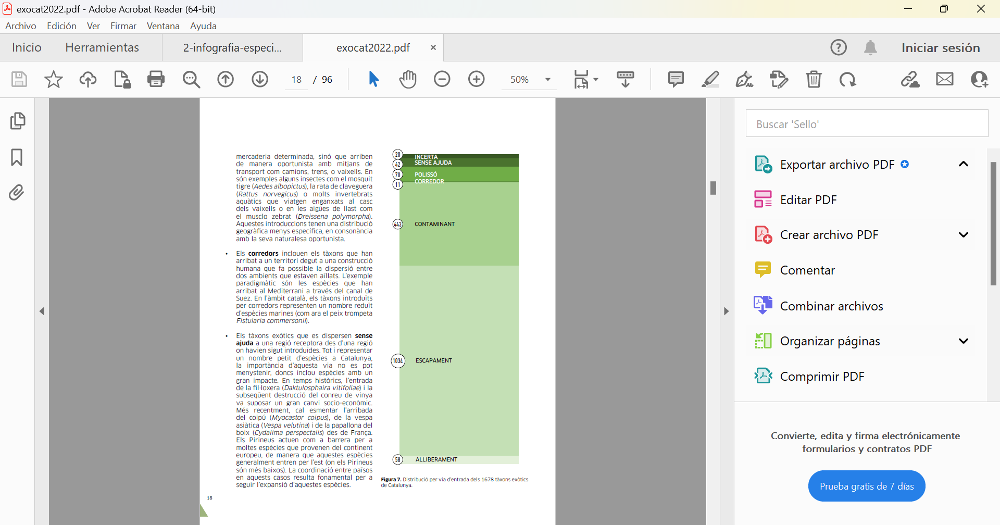 exocat2022.pdf - Adobe Acrobat Reader (64-bit)
Archivo Edición Ver Firmar Ventana Ayuda
Inicio Herramientas 2-infografia-especi... exocat2022.pdf Iniciar sesión
18 / 96 50%
mercaderia determinada, sinó que arriben
de manera oportunista amb mitjans de
transport com camions, trens, o vaixells. En
són exemples alguns insectes com el mosquit
tigre (Aedes albopictus), la rata de claveguera
(Rattus norvegicus) o molts invertebrats
aquàtics que viatgen enganxats al casc
dels vaixells o en les aigües de llast com
el musclo zebrat (Dreissena polymorpha).
Aquestes introduccions tenen una distribució
geogràfica menys específica, en consonància
amb la seva naturalesa oportunista.
• Els corredors inclouen els tàxons que han
arribat a un territori degut a una construcció
humana que fa possible la dispersió entre
dos ambients que estaven aïllats. L'exemple
paradigmàtic són les espècies que han
arribat al Mediterrani a través del canal de
Suez. En l'àmbit català, els tàxons introduïts
per corredors representen un nombre reduït
d'espècies marines (com ara el peix trompeta
Fistularia commersonii).
• Els tàxons exòtics que es dispersen sense
ajuda a una regió receptora des d'una regió
on havien sigut introduïdes. Tot i representar
un nombre petit d'espècies a Catalunya,
la importància d'aquesta via no es pot
menystenir, doncs inclou espècies amb un
gran impacte. En temps històrics, l'entrada
de la fil·loxera (Daktulosphaira vitifoliae) i la
subseqüent destrucció del conreu de vinya
va suposar un gran canvi socio-econòmic.
Més recentment, cal esmentar l'arribada
del coipú (Myocastor coipus), de la vespa
asiàtica (Vespa velutina) i de la papallona del
boix (Cydalima perspectalis) des de França.
Els Pirineus actuen com a barrera per a
moltes espècies que provenen del continent
europeu, de manera que aquestes espècies
generalment entren per l'est (on els Pirineus
són més baixos). La coordinació entre països
en aquests casos resulta fonamental per a
seguir l'expansió d'aquestes espècies.
18
20 INCERTA
42 SENSE AJUDA
70 POLISSÓ
11 CORREDOR
443 CONTAMINANT
1034 ESCAPAMENT
58 ALLIBERAMENT
Figura 7. Distribució per via d'entrada dels 1678 tàxons exòtics
de Catalunya.
Buscar 'Sello'
Exportar archivo PDF
Editar PDF
Crear archivo PDF
Comentar
Combinar archivos
Organizar páginas
Comprimir PDF
Convierte, edita y firma electrónicamente
formularios y contratos PDF
Prueba gratis de 7 días